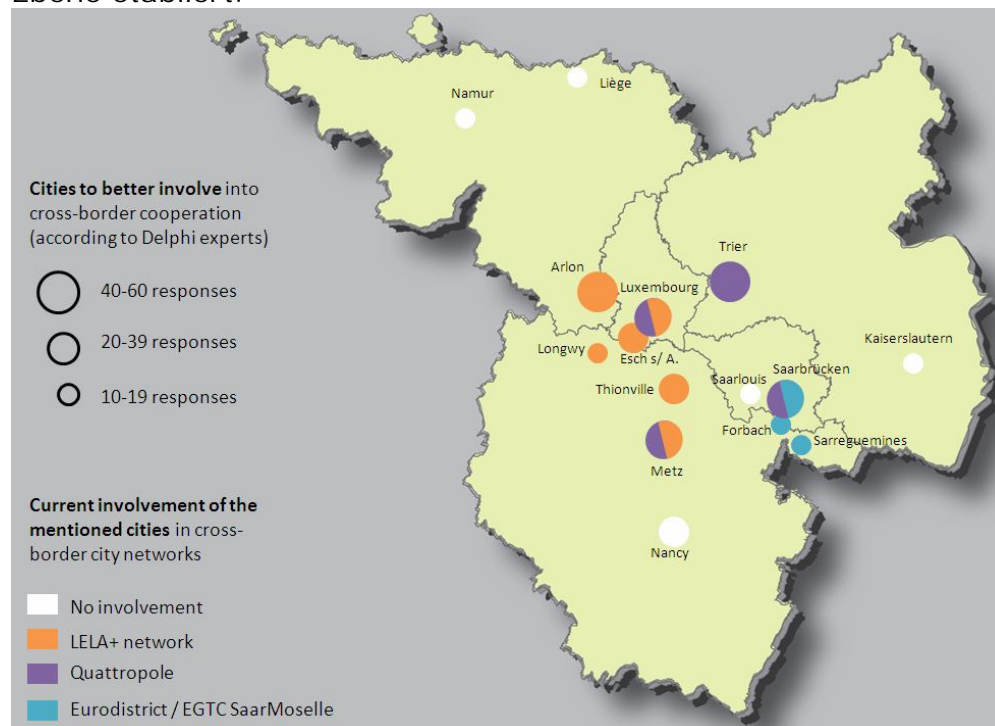 Ebene etabliert.
Namur
Liège
Cities to better involve into
cross-border cooperation
(according to Delphi experts)
40-60 responses
20-39 responses
10-19 responses
Arlon
Luxembourg
Trier
Longwy
Esch s/ A.
Thionville
Saarlouis
Saarbrücken
Kaiserslautern
Forbach
Sarreguemines
Metz
Nancy
Current involvement of the
mentioned cities in cross-
border city networks
No involvement
LELA+ network
Quattropole
Eurodistrict / EGTC SaarMoselle